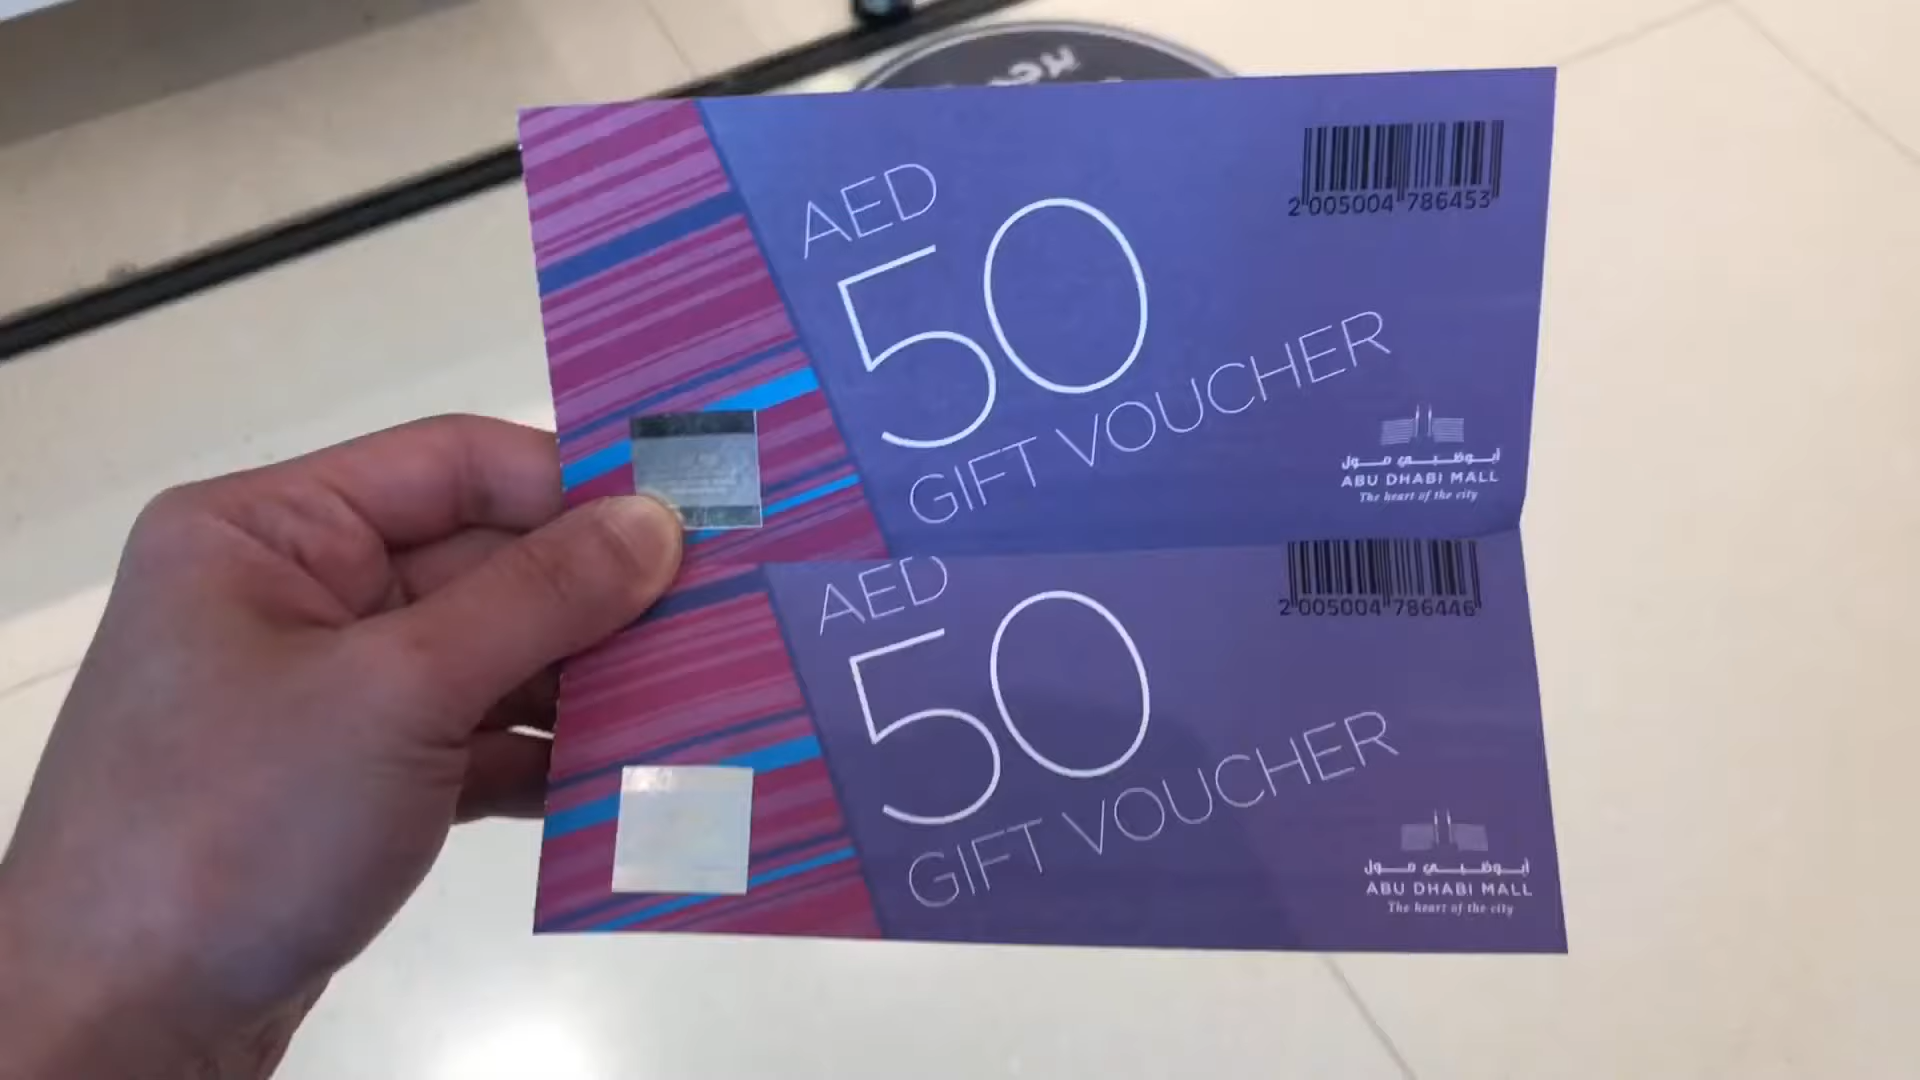 AED
50
GIFT VOUCHER
2 005004 786453
أبوظبي مول
ABU DHABI MALL
The heart of the city
AED
50
GIFT VOUCHER
2 005004 786446
أبوظبي مول
ABU DHABI MALL
The heart of the city